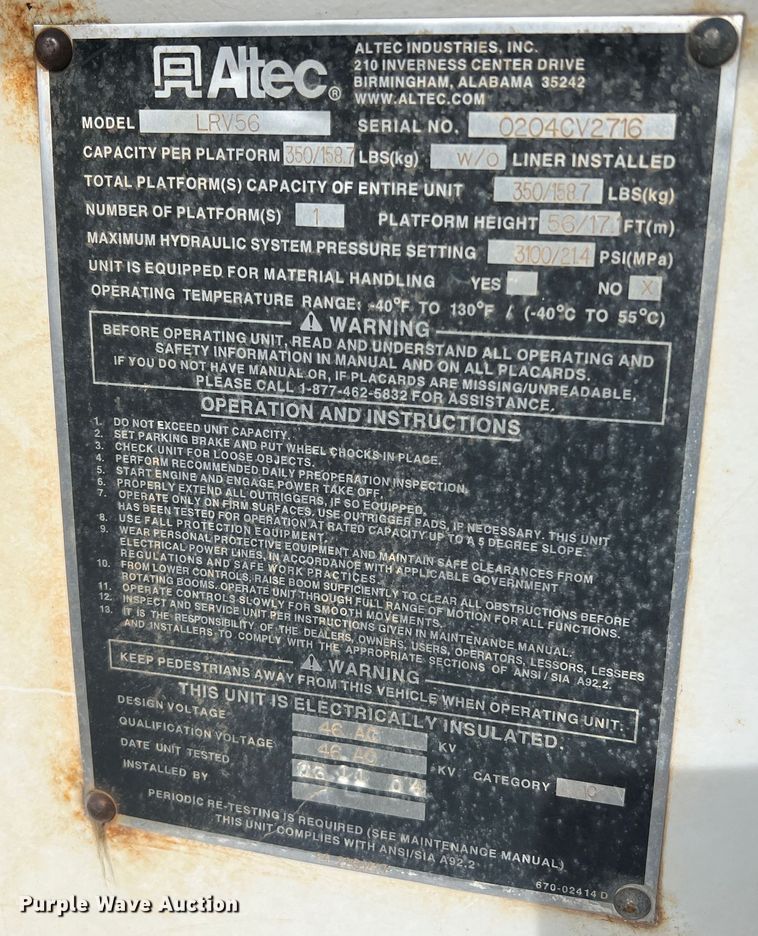 Altec®
ALTEC INDUSTRIES, INC.
210 INVERNESS CENTER DRIVE
BIRMINGHAM, ALABAMA 35242
WWW.ALTEC.COM
MODEL LRV56 SERIAL NO. 0204CV2716
CAPACITY PER PLATFORM 350/158.7 LBS(kg) W/O LINER INSTALLED
TOTAL PLATFORM(S) CAPACITY OF ENTIRE UNIT 350/158.7 LBS(kg)
NUMBER OF PLATFORM(S) 1 PLATFORM HEIGHT 56/17.1 FT(m)
MAXIMUM HYDRAULIC SYSTEM PRESSURE SETTING 3100/21.4 PSI(MPa)
UNIT IS EQUIPPED FOR MATERIAL HANDLING YES NO X
OPERATING TEMPERATURE RANGE: -40°F TO 130°F / (-40°C TO 55°C)
WARNING
BEFORE OPERATING UNIT, READ AND UNDERSTAND ALL OPERATING AND
SAFETY INFORMATION IN MANUAL AND ON ALL PLACARDS.
IF YOU DO NOT HAVE MANUAL OR, IF PLACARDS ARE MISSING/UNREADABLE,
PLEASE CALL 1-877-462-5832 FOR ASSISTANCE.
OPERATION AND INSTRUCTIONS
1. DO NOT EXCEED UNIT CAPACITY.
2. SET PARKING BRAKE AND PUT WHEEL CHOCKS IN PLACE.
3. CHECK UNIT FOR LOOSE OBJECTS.
4. PERFORM RECOMMENDED DAILY PREOPERATION INSPECTION.
5. START ENGINE AND ENGAGE POWER TAKE OFF.
6. PROPERLY EXTEND ALL OUTRIGGERS, IF SO EQUIPPED.
7. OPERATE ONLY ON FIRM SURFACES, USE OUTRIGGER PADS, IF NECESSARY. THIS UNIT
HAS BEEN TESTED FOR OPERATION AT RATED CAPACITY UP TO A 5 DEGREE SLOPE.
8. USE FALL PROTECTION EQUIPMENT.
9. WEAR PERSONAL PROTECTIVE EQUIPMENT AND MAINTAIN SAFE CLEARANCES FROM
ELECTRICAL POWER LINES, IN ACCORDANCE WITH APPLICABLE GOVERNMENT
REGULATIONS AND SAFE WORK PRACTICES.
10. FROM LOWER CONTROLS, RAISE BOOM SUFFICIENTLY TO CLEAR ALL OBSTRUCTIONS BEFORE
ROTATING BOOMS. OPERATE UNIT THROUGH FULL RANGE OF MOTION FOR ALL FUNCTIONS.
11. OPERATE CONTROLS SLOWLY FOR SMOOTH MOVEMENTS.
12. INSPECT AND SERVICE UNIT PER INSTRUCTIONS GIVEN IN MAINTENANCE MANUAL.
13. IT IS THE RESPONSIBILITY OF THE DEALERS, OWNERS, USERS, OPERATORS, LESSORS, LESSEES
AND INSTALLERS TO COMPLY WITH THE APPROPRIATE SECTIONS OF ANSI/SIA A92.2.
WARNING
KEEP PEDESTRIANS AWAY FROM THIS VEHICLE WHEN OPERATING UNIT.
THIS UNIT IS ELECTRICALLY INSULATED.
DESIGN VOLTAGE 46 AC KV
QUALIFICATION VOLTAGE 46 AC KV CATEGORY C
DATE UNIT TESTED 03 11 04
INSTALLED BY
PERIODIC RE-TESTING IS REQUIRED (SEE MAINTENANCE MANUAL)
THIS UNIT COMPLIES WITH ANSI/SIA A92.2
670-02414 D
Purple Wave Auction